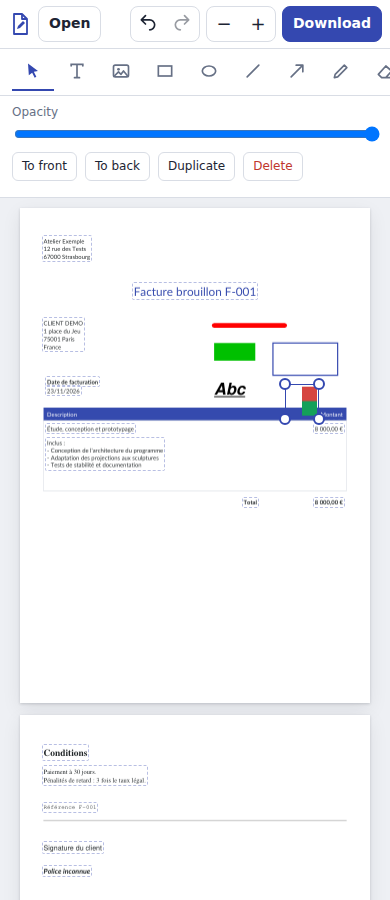 Open
Download
Opacity
To front
To back
Duplicate
Delete
Atelier Exemple
12 rue des Tests
67000 Strasbourg
Facture brouillon F-001
CLIENT DEMO
1 place du Jeu
75001 Paris
France
Date de facturation
23/11/2026
Abc
Description
Montant
Étude, conception et prototypage
8 000,00 €
Inclus :
- Conception de l'architecture du programme
- Adaptation des projections aux sculptures
- Tests de stabilité et documentation
Total
8 000,00 €
Conditions
Paiement à 30 jours.
Pénalités de retard : 3 fois le taux légal.
Référence F-001
Signature du client
Police inconnue